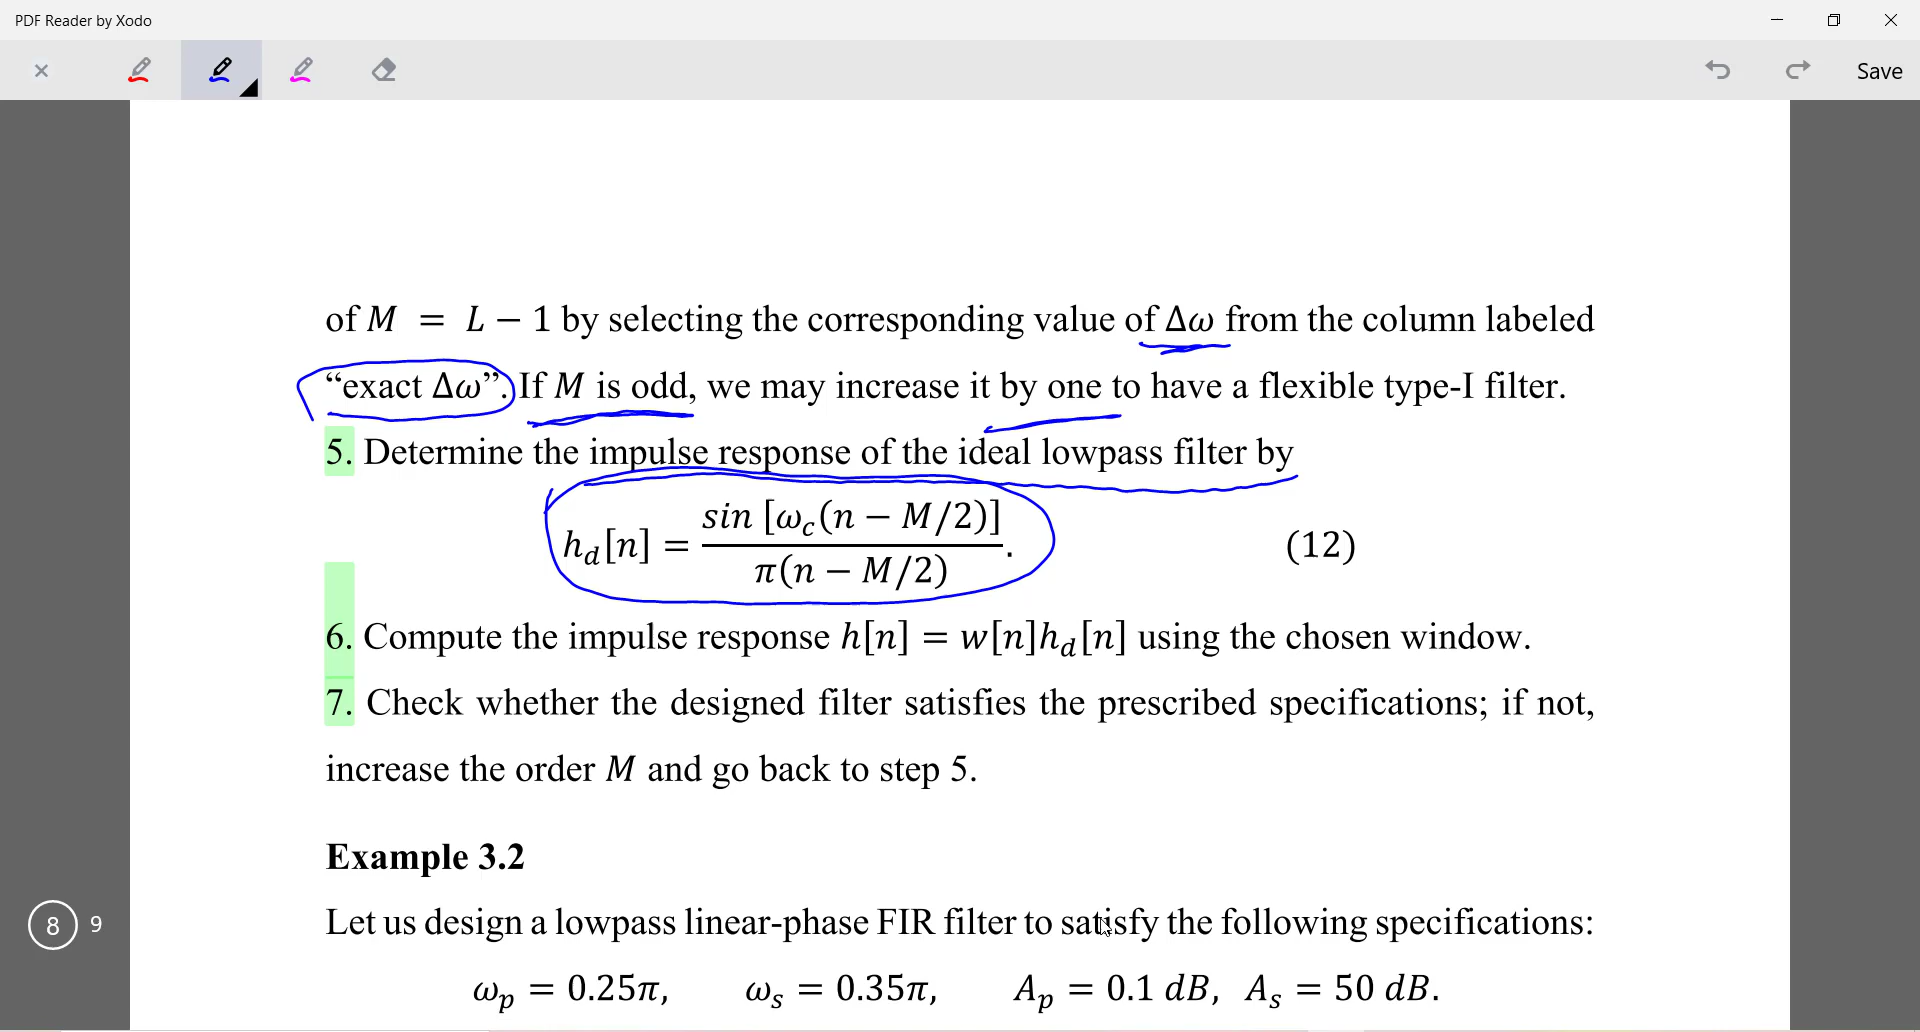 PDF Reader by Xodo
Save
of M = L − 1 by selecting the corresponding value of Δω from the column labeled
“exact Δω”. If M is odd, we may increase it by one to have a flexible type-I filter.
5. Determine the impulse response of the ideal lowpass filter by
h_d[n] = sin [ω_c(n − M/2)] / π(n − M/2). (12)
6. Compute the impulse response h[n] = w[n]h_d[n] using the chosen window.
7. Check whether the designed filter satisfies the prescribed specifications; if not,
increase the order M and go back to step 5.
Example 3.2
8 9
Let us design a lowpass linear-phase FIR filter to satisfy the following specifications:
ω_p = 0.25π, ω_s = 0.35π, A_p = 0.1 dB, A_s = 50 dB.